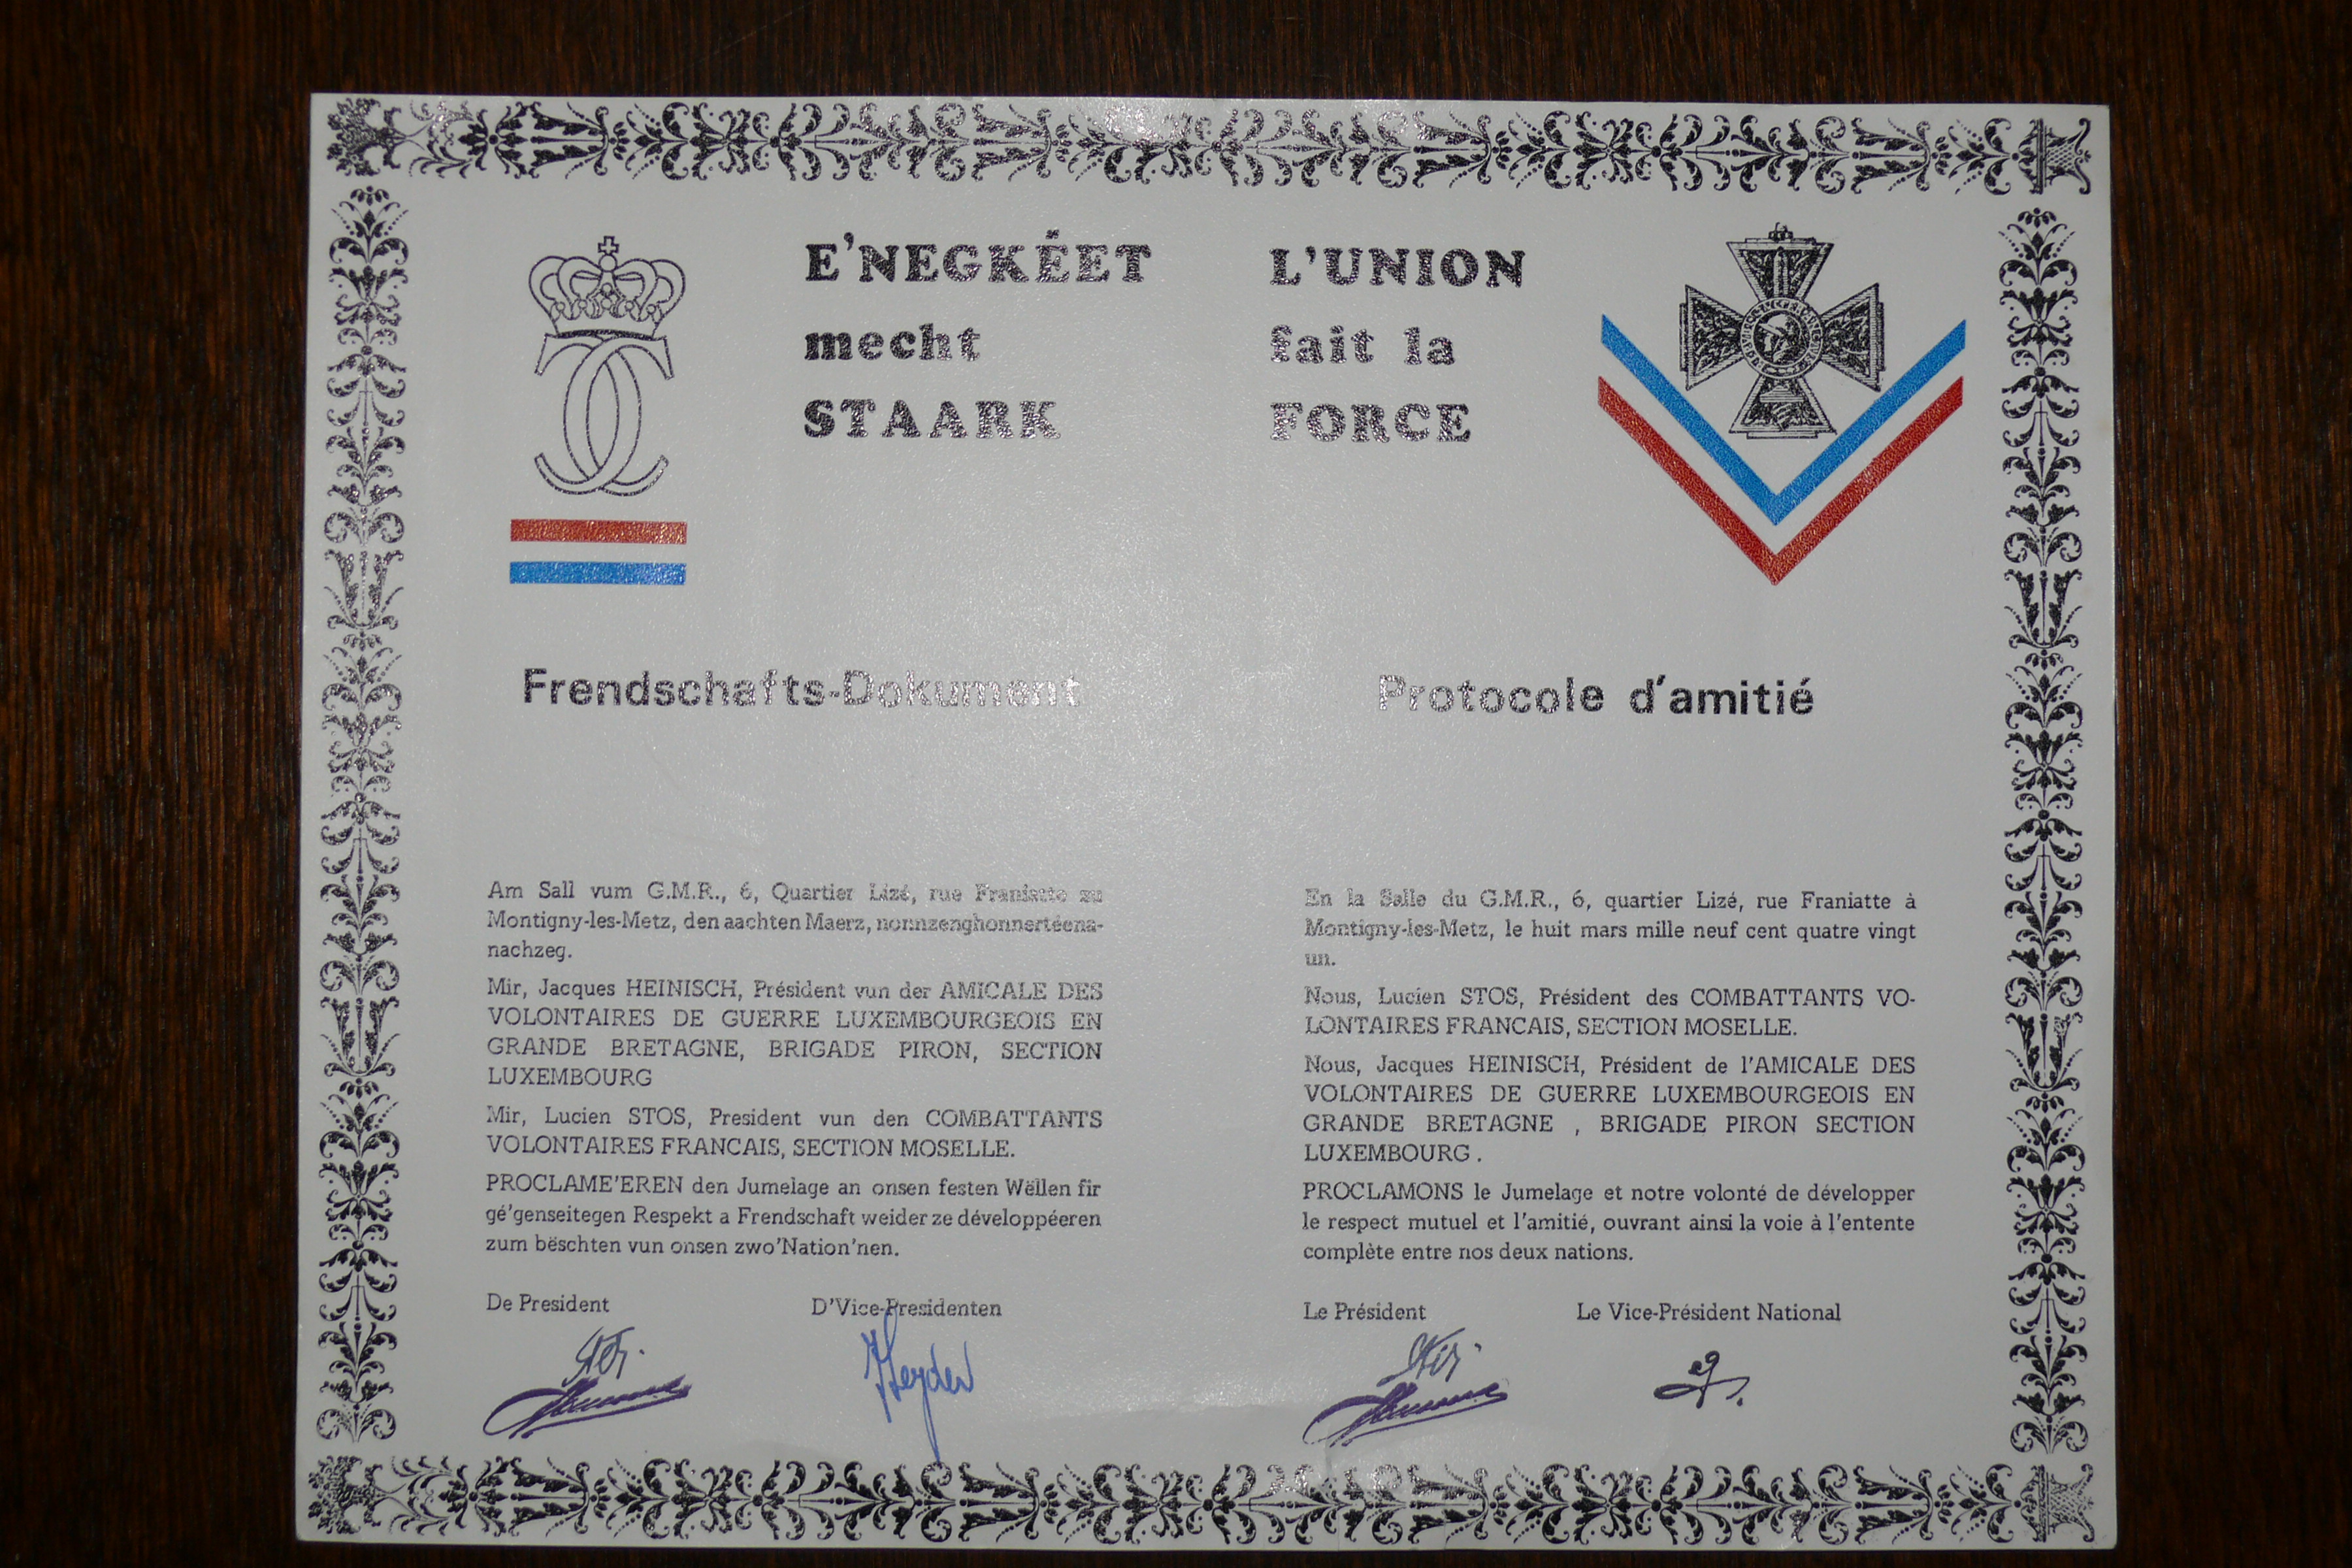 E'NEGKËET
mecht
STAARK
Frendschafts-Dokument
Am Sall vum G.M.R., 6, Quartier Lizé, rue Franiatte zu
Montigny-les-Metz, den aachten Maerz, nonnzenghonnertéena-
nachzeg.
Mir, Jacques HEINISCH, Président vun der AMICALE DES
VOLONTAIRES DE GUERRE LUXEMBOURGEOIS EN
GRANDE BRETAGNE, BRIGADE PIRON, SECTION
LUXEMBOURG
Mir, Lucien STOS, President vun den COMBATTANTS
VOLONTAIRES FRANCAIS, SECTION MOSELLE.
PROCLAME'EREN den Jumelage an onsen festen Wëllen fir
gé'genseitegen Respekt a Frendschaft weider ze développéeren
zum bëschten vun onsen zwo'Nation'nen.
De President D'Vice-Presidenten
L'UNION
fait la
FORCE
Protocole d'amitié
En la Salle du G.M.R., 6, quartier Lizé, rue Franiatte à
Montigny-les-Metz, le huit mars mille neuf cent quatre vingt
un.
Nous, Lucien STOS, Président des COMBATTANTS VO-
LONTAIRES FRANCAIS, SECTION MOSELLE.
Nous, Jacques HEINISCH, Président de l'AMICALE DES
VOLONTAIRES DE GUERRE LUXEMBOURGEOIS EN
GRANDE BRETAGNE , BRIGADE PIRON SECTION
LUXEMBOURG .
PROCLAMONS le Jumelage et notre volonté de développer
le respect mutuel et l'amitié, ouvrant ainsi la voie à l'entente
complète entre nos deux nations.
Le Président Le Vice-Président National